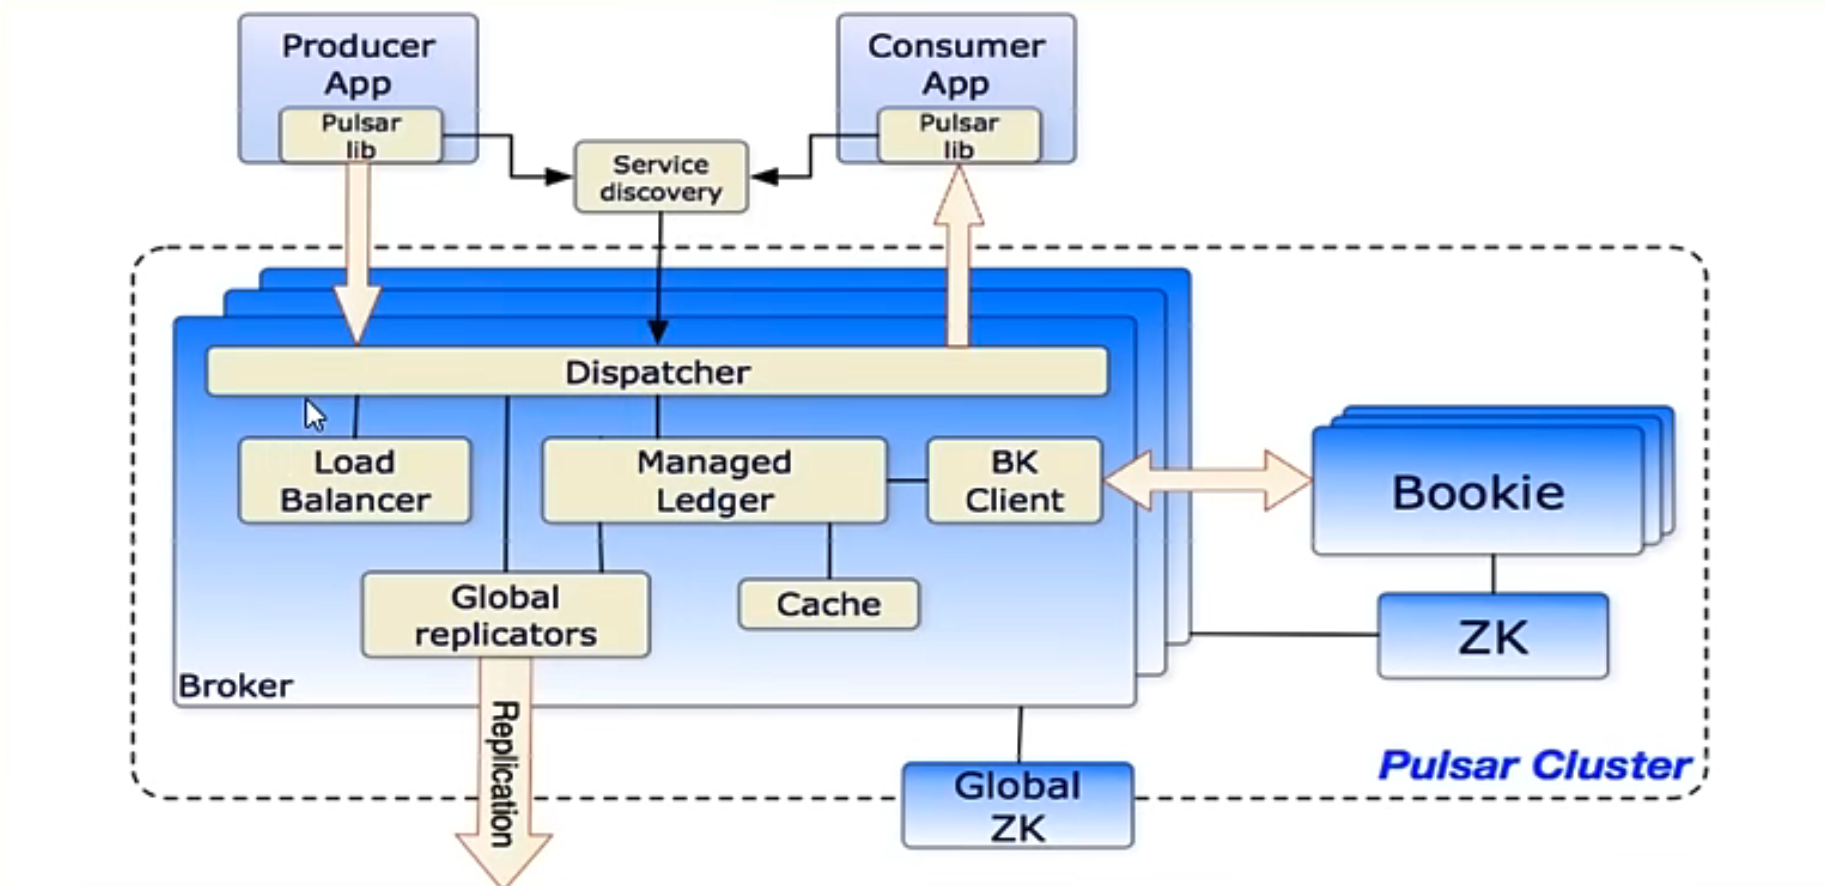 Producer
App
Pulsar
lib
Consumer
App
Pulsar
lib
Service
discovery
Dispatcher
Load
Balancer
Managed
Ledger
BK
Client
Bookie
Global
replicators
Cache
ZK
Broker
Replication
Pulsar Cluster
Global
ZK